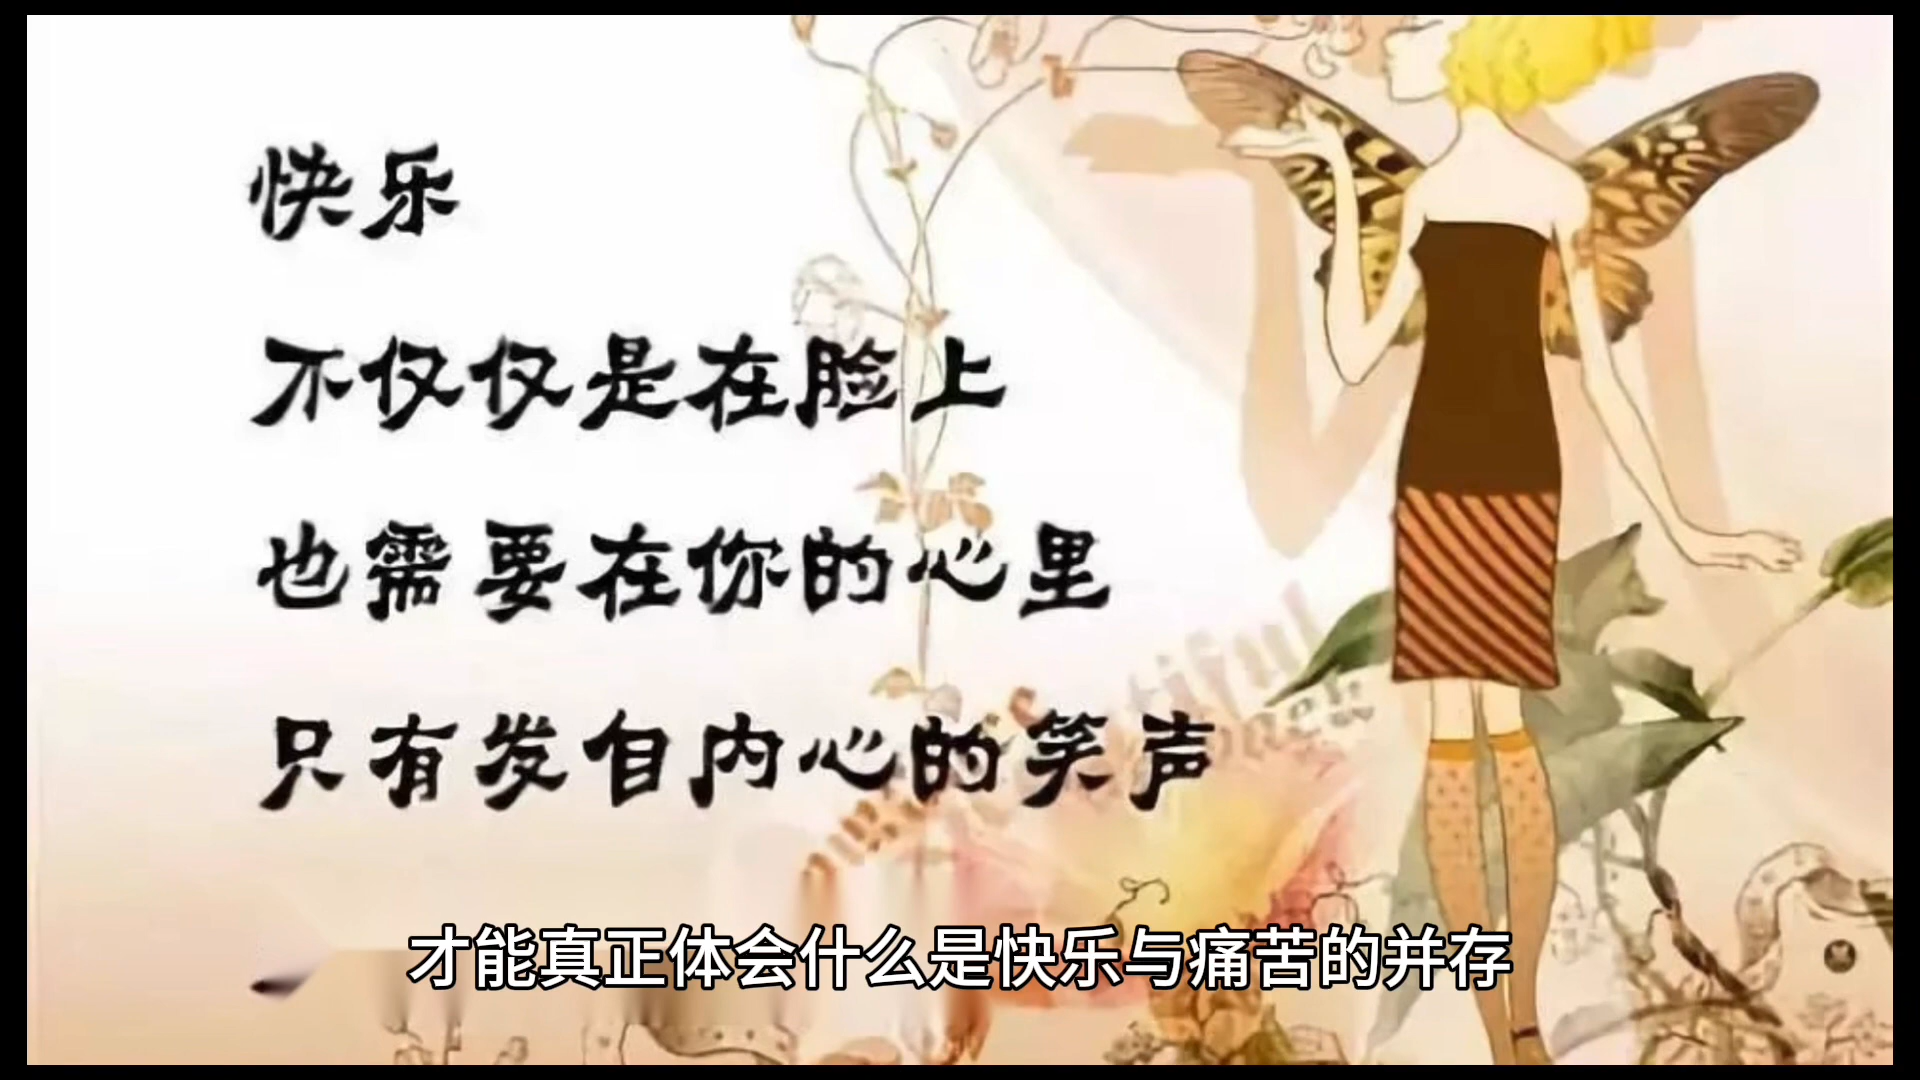 快乐
不仅仅是在脸上
也需要在你的心里
只有发自内心的笑声
才能真正体会什么是快乐与痛苦的并存